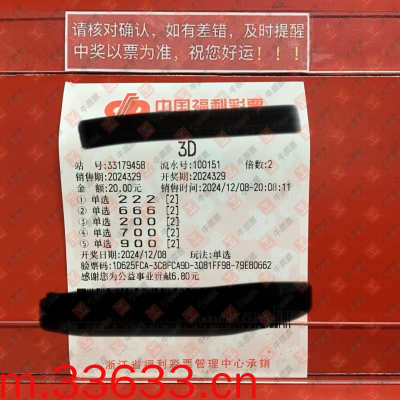 请核对确认，如有差错，及时提醒
中奖以票为准，祝您好运！！！
中国福利彩票
3D
站 号:33179458 流水号:100151 倍数:2
销售期:2024329 开奖期:2024329
金 额:20.00元 销售时间:2024/12/08-20:08:11
① 单选 2 2 2 [2]
② 单选 6 6 6 [2]
③ 单选 2 0 0 [2]
④ 单选 7 0 0 [2]
⑤ 单选 9 0 0 [2]
开奖日期:2024/12/08 玩法:单选
验票码:1D625FCA-3C8FCA9D-3D81FF98-79E80662
感谢您为公益事业贡献6.80元
浙江省福利彩票管理中心承销
m.33633.cn